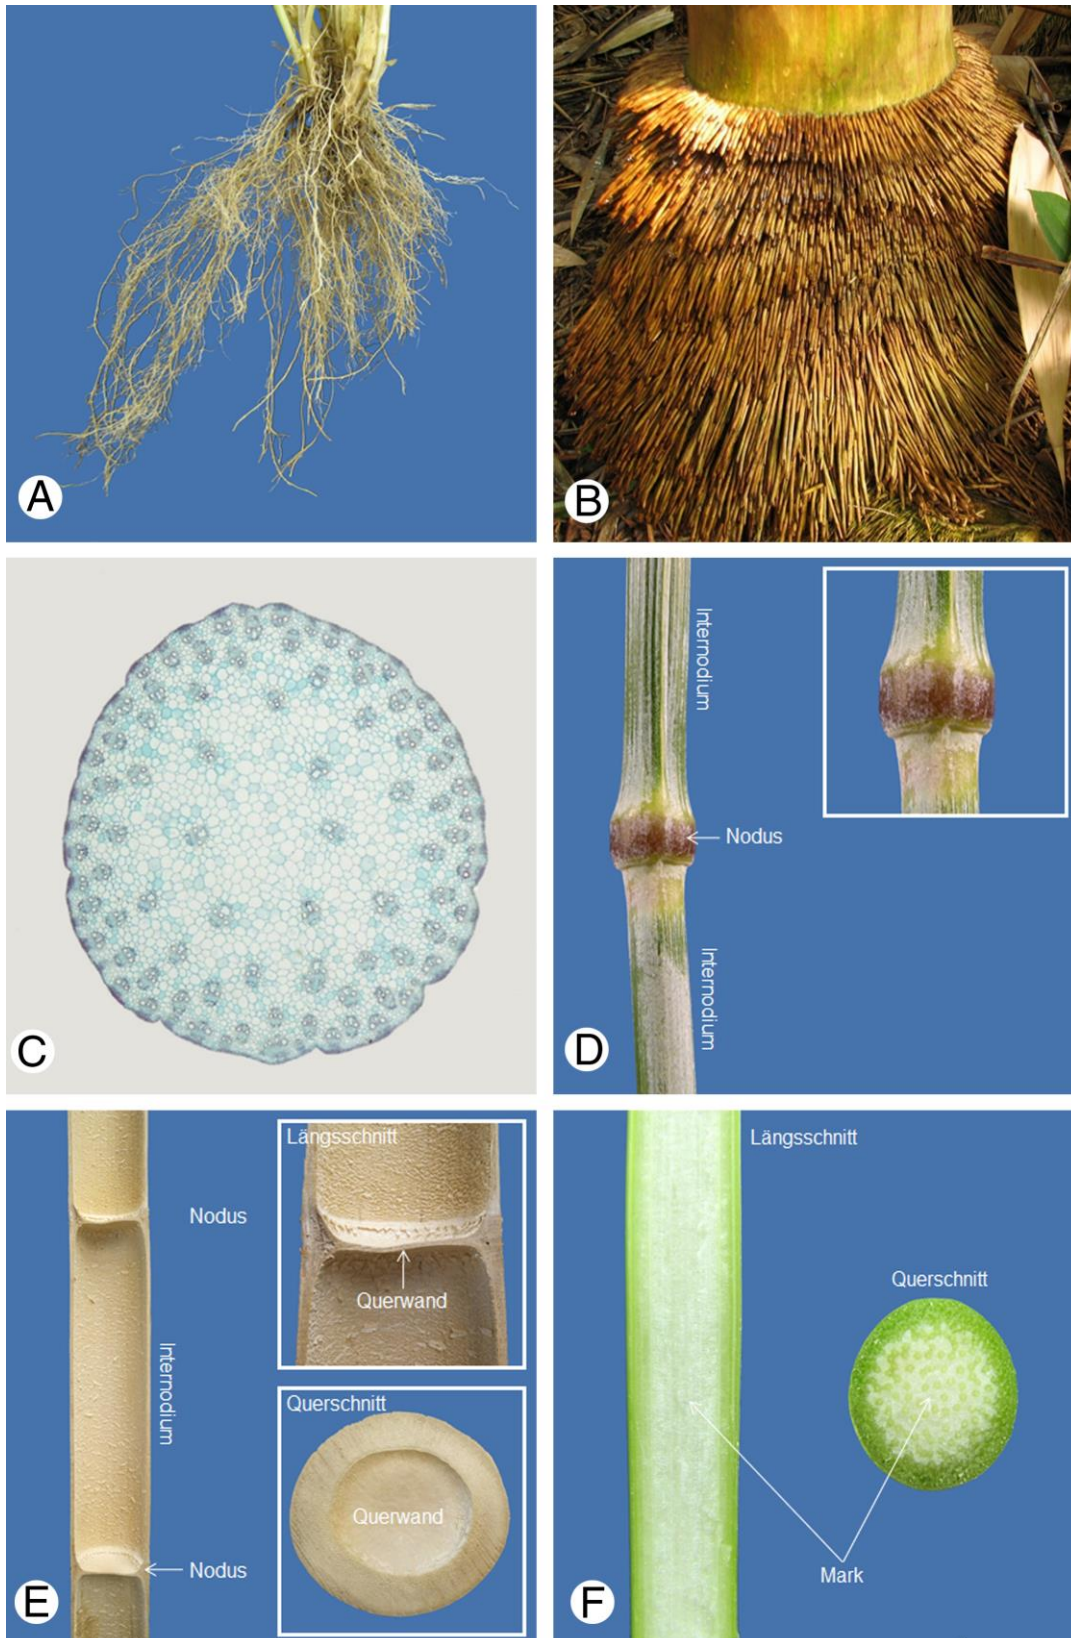 A
B
C
Internodium
Nodus
Internodium
D
Nodus
Internodium
Nodus
Längsschnitt
Querwand
Querschnitt
Querwand
E
Längsschnitt
Querschnitt
Mark
F